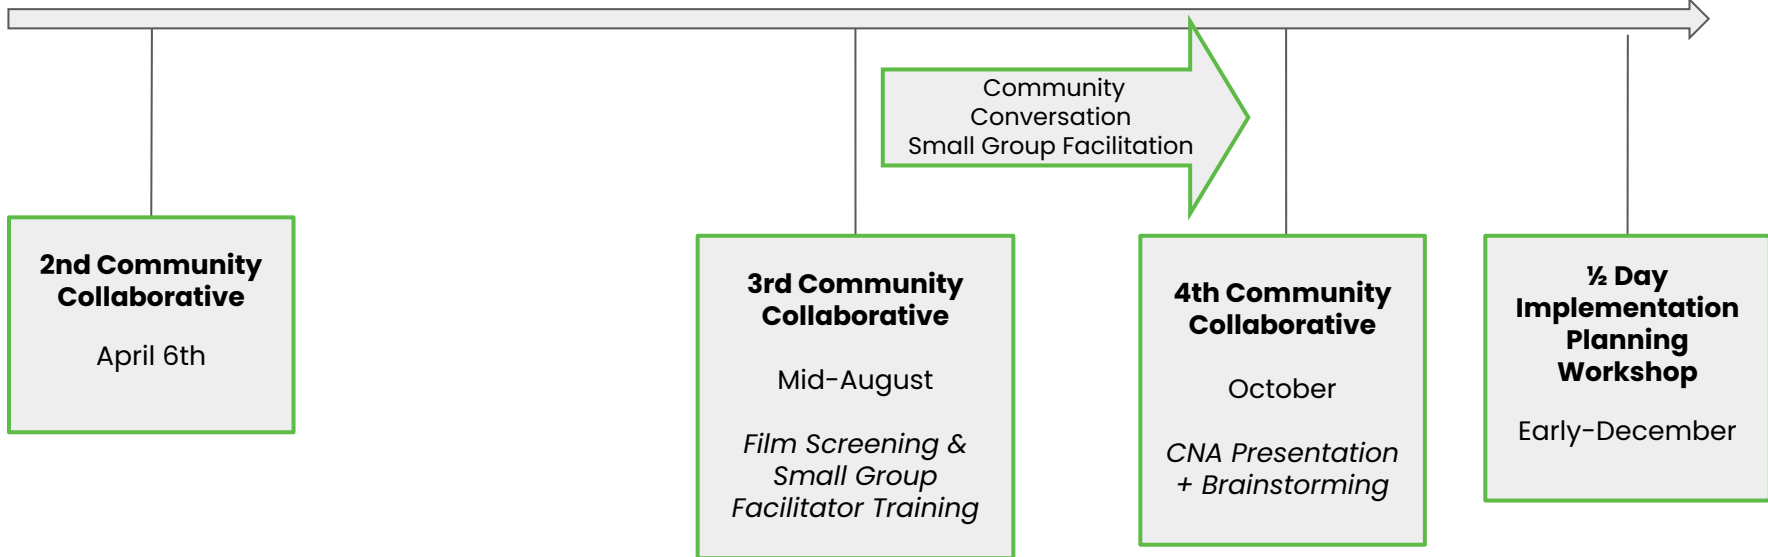 Community
Conversation
Small Group Facilitation
2nd Community
Collaborative
April 6th
3rd Community
Collaborative
Mid-August
Film Screening &
Small Group
Facilitator Training
4th Community
Collaborative
October
CNA Presentation
+ Brainstorming
½ Day
Implementation
Planning
Workshop
Early-December